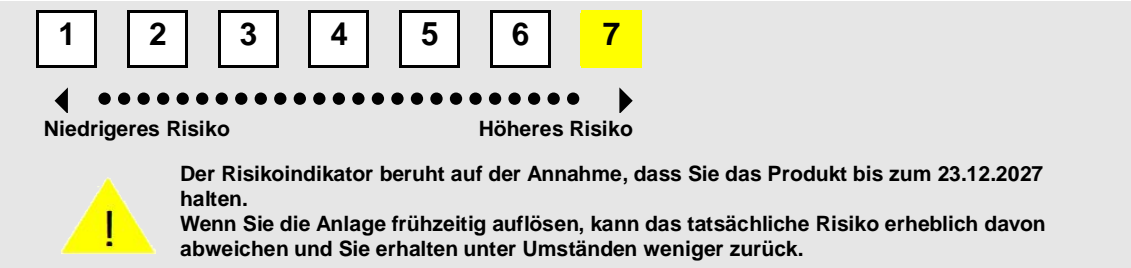 1 2 3 4 5 6 7
Niedrigeres Risiko Höheres Risiko
Der Risikoindikator beruht auf der Annahme, dass Sie das Produkt bis zum 23.12.2027
halten.
Wenn Sie die Anlage frühzeitig auflösen, kann das tatsächliche Risiko erheblich davon
abweichen und Sie erhalten unter Umständen weniger zurück.
!